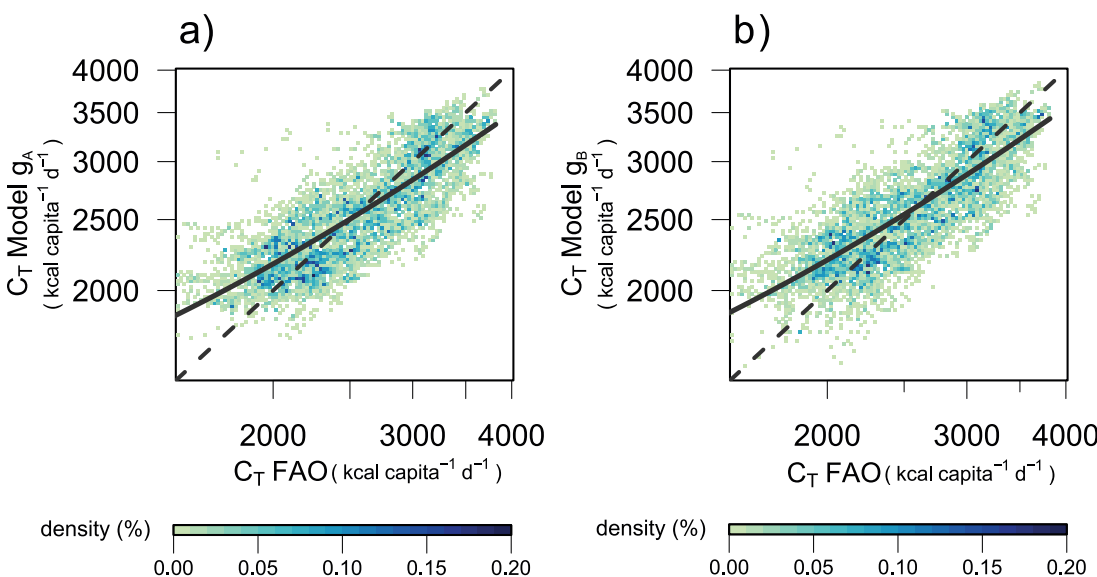 a)
4000
3500
3000
2500
2000
C_T Model g_A
( kcal capita⁻¹ d⁻¹ )
2000 3000 4000
C_T FAO ( kcal capita⁻¹ d⁻¹ )
density (%)
0.00 0.05 0.10 0.15 0.20
b)
4000
3500
3000
2500
2000
C_T Model g_B
( kcal capita⁻¹ d⁻¹ )
2000 3000 4000
C_T FAO ( kcal capita⁻¹ d⁻¹ )
density (%)
0.00 0.05 0.10 0.15 0.20